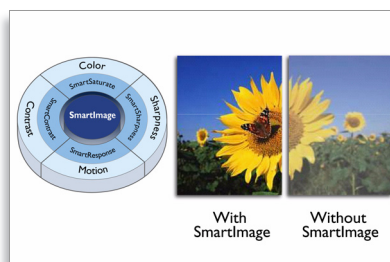 Color
SmartSaturate
Contrast
SmartContrast
SmartImage
SmartSharpness
Sharpness
SmartResponse
Motion
With
SmartImage
Without
SmartImage